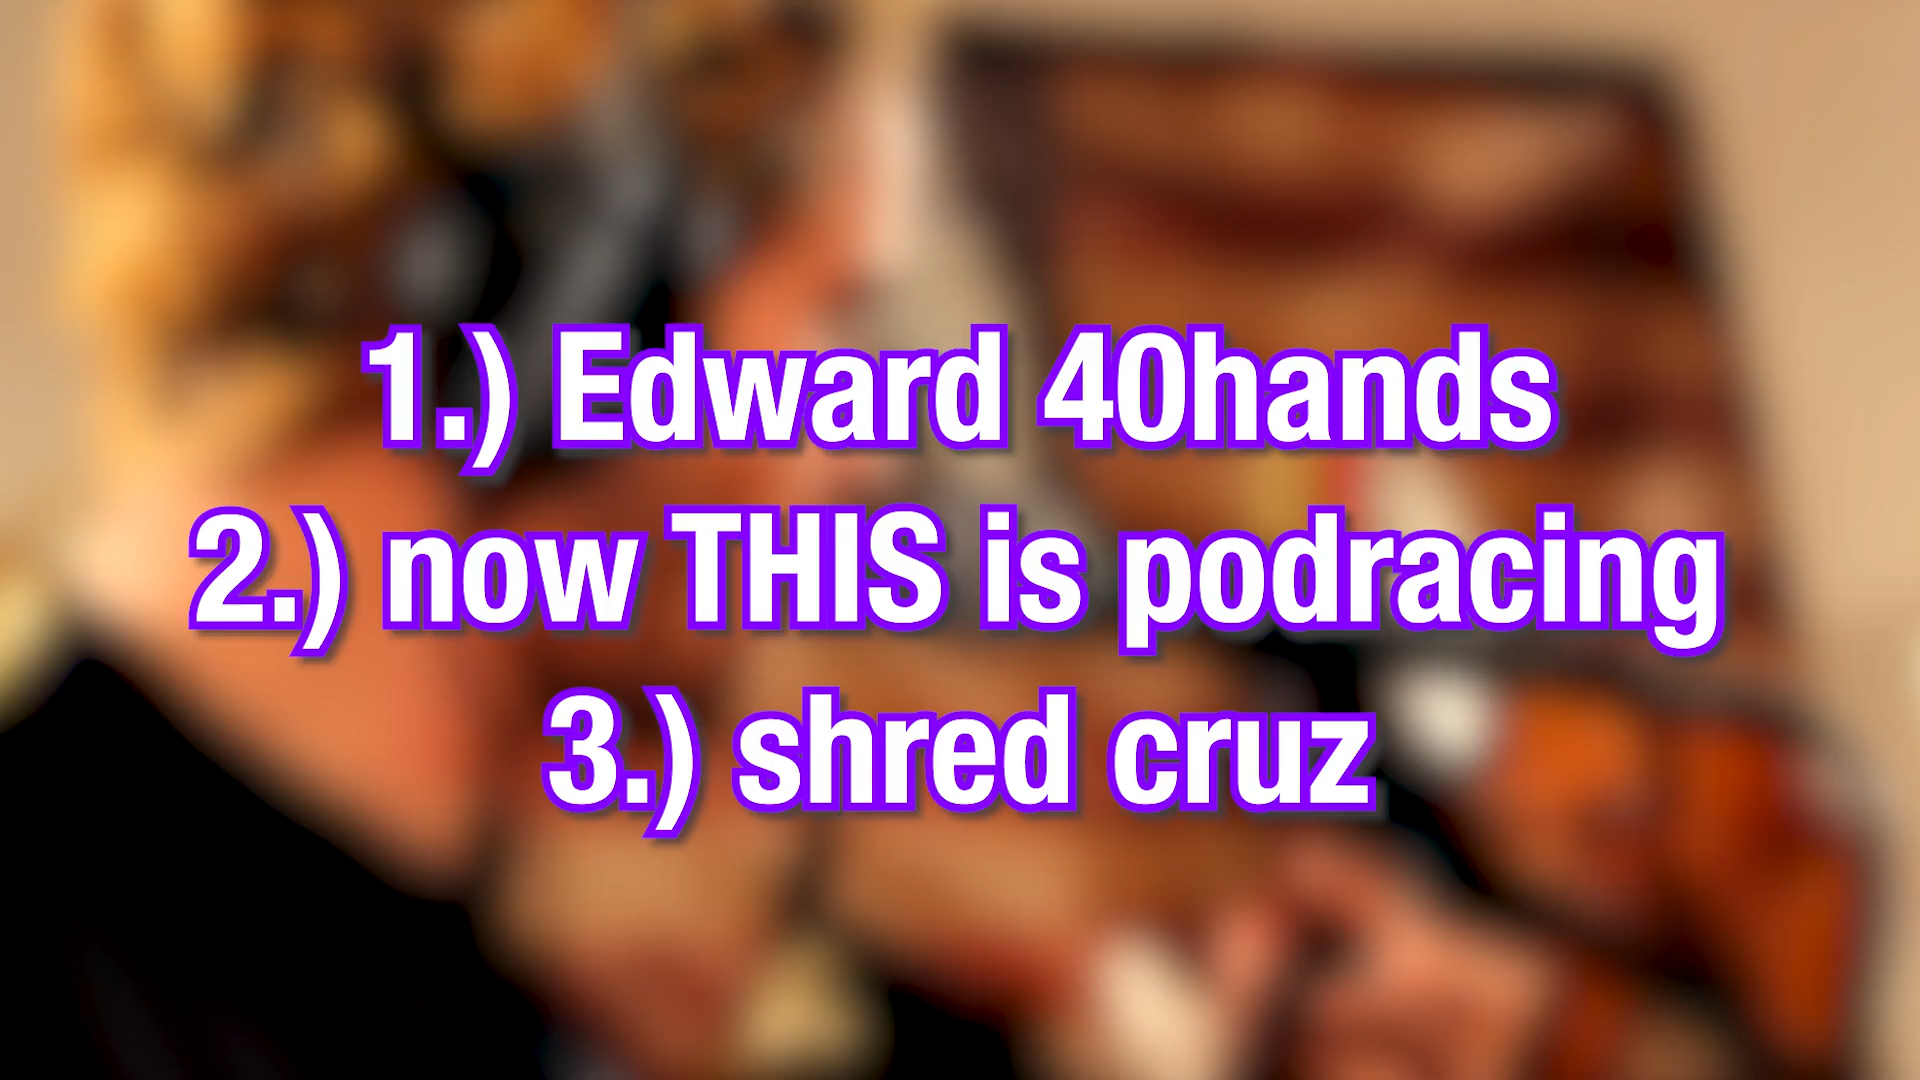 1.) Edward 40hands
2.) now THIS is podracing
3.) shred cruz